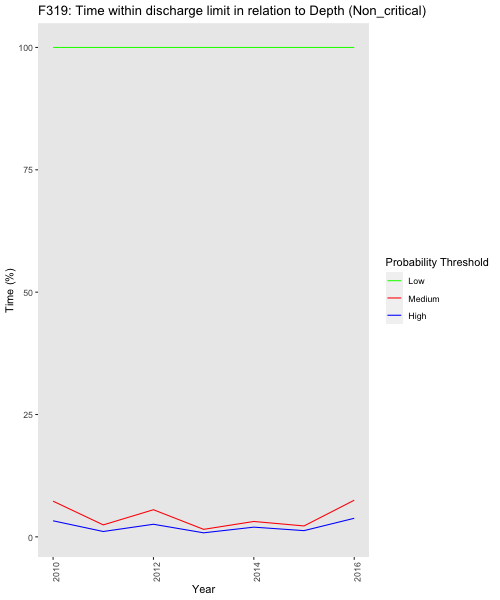 F319: Time within discharge limit in relation to Depth (Non_critical)
100
75
50
25
0
Time (%)
2010
2012
2014
2016
Year
Probability Threshold
Low
Medium
High